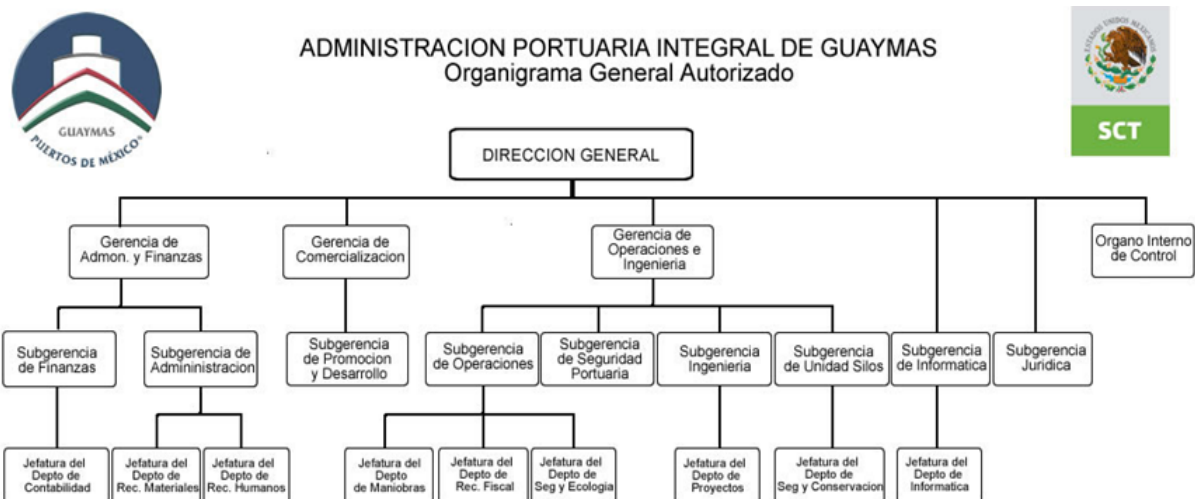 ADMINISTRACION PORTUARIA INTEGRAL DE GUAYMAS
Organigrama General Autorizado
GUAYMAS
PUERTOS DE MÉXICO
ESTADOS UNIDOS MEXICANOS
SCT
DIRECCION GENERAL
Gerencia de
Admon. y Finanzas
Gerencia de
Comercializacion
Gerencia de
Operaciones e
Ingenieria
Organo Interno
de Control
Subgerencia
de Finanzas
Subgerencia de
Admininistracion
Subgerencia
de Promocion
y Desarrollo
Subgerencia
de Operaciones
Subgerencia
de Seguridad
Portuaria
Subgerencia
Ingenieria
Subgerencia
de Unidad Silos
Subgerencia
de Informatica
Subgerencia
Juridica
Jefatura del
Depto de
Contabilidad
Jefatura del
Depto de
Rec. Materiales
Jefatura del
Depto de
Rec. Humanos
Jefatura del
Depto
de Maniobras
Jefatura del
Depto de
Rec. Fiscal
Jefatura del
Depto de
Seg y Ecologia
Jefatura del
Depto de
Proyectos
Jefatura del
Depto de
Seg y Conservacion
Jefatura del
Depto de
Informatica